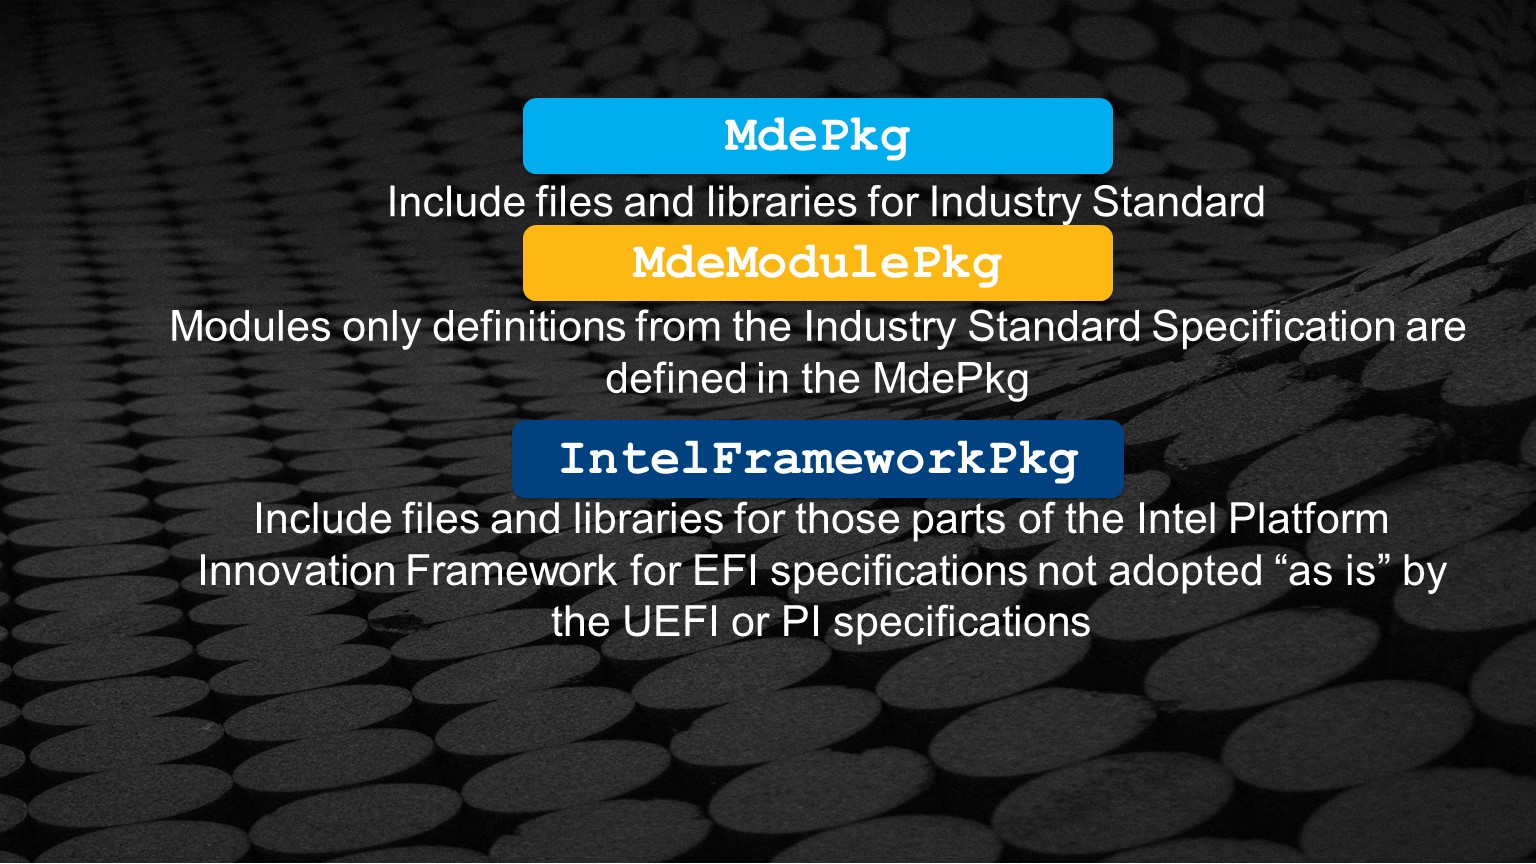 MdePkg
Include files and libraries for Industry Standard
MdeModulePkg
Modules only definitions from the Industry Standard Specification are
defined in the MdePkg
IntelFrameworkPkg
Include files and libraries for those parts of the Intel Platform
Innovation Framework for EFI specifications not adopted “as is” by
the UEFI or PI specifications